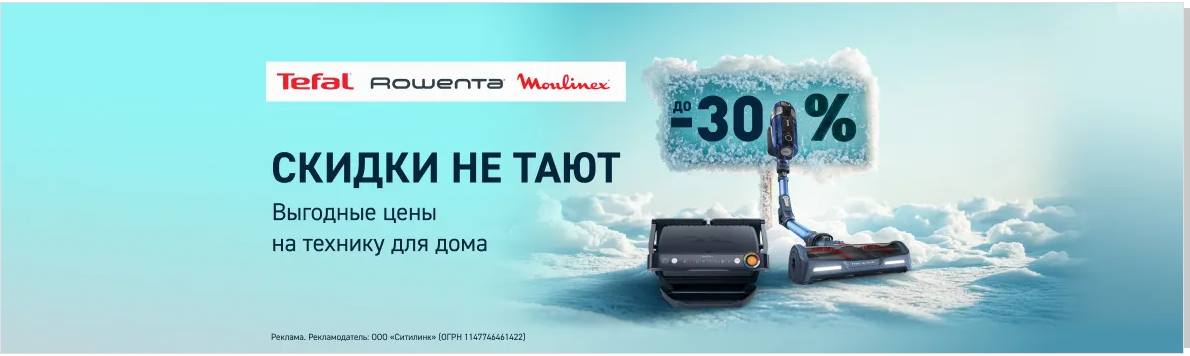 Tefal Rowenta Moulinex
до
-30 %
СКИДКИ НЕ ТАЮТ
Выгодные цены
на технику для дома
Реклама. Рекламодатель: ООО «Ситилинк» (ОГРН 1147746461422)